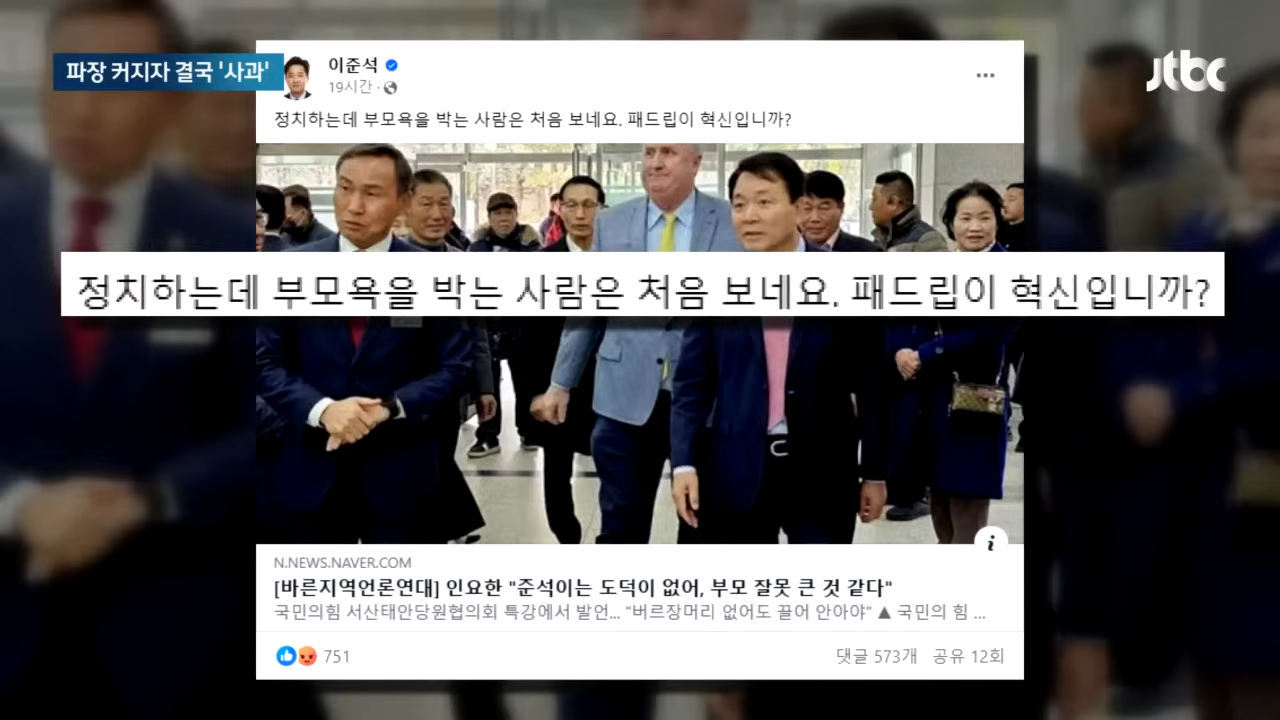 파장 커지자 결국 '사과'
jtbc
이준석
19시간 ·
정치하는데 부모욕을 박는 사람은 처음 보네요. 패드립이 혁신입니까?
정치하는데 부모욕을 박는 사람은 처음 보네요. 패드립이 혁신입니까?
i
N.NEWS.NAVER.COM
[바른지역언론연대] 인요한 "준석이는 도덕이 없어, 부모 잘못 큰 것 같다"
국민의힘 서산태안당원협의회 특강에서 발언... "버르장머리 없어도 끌어 안아야" ▲ 국민의 힘 ...
751
댓글 573개 공유 12회